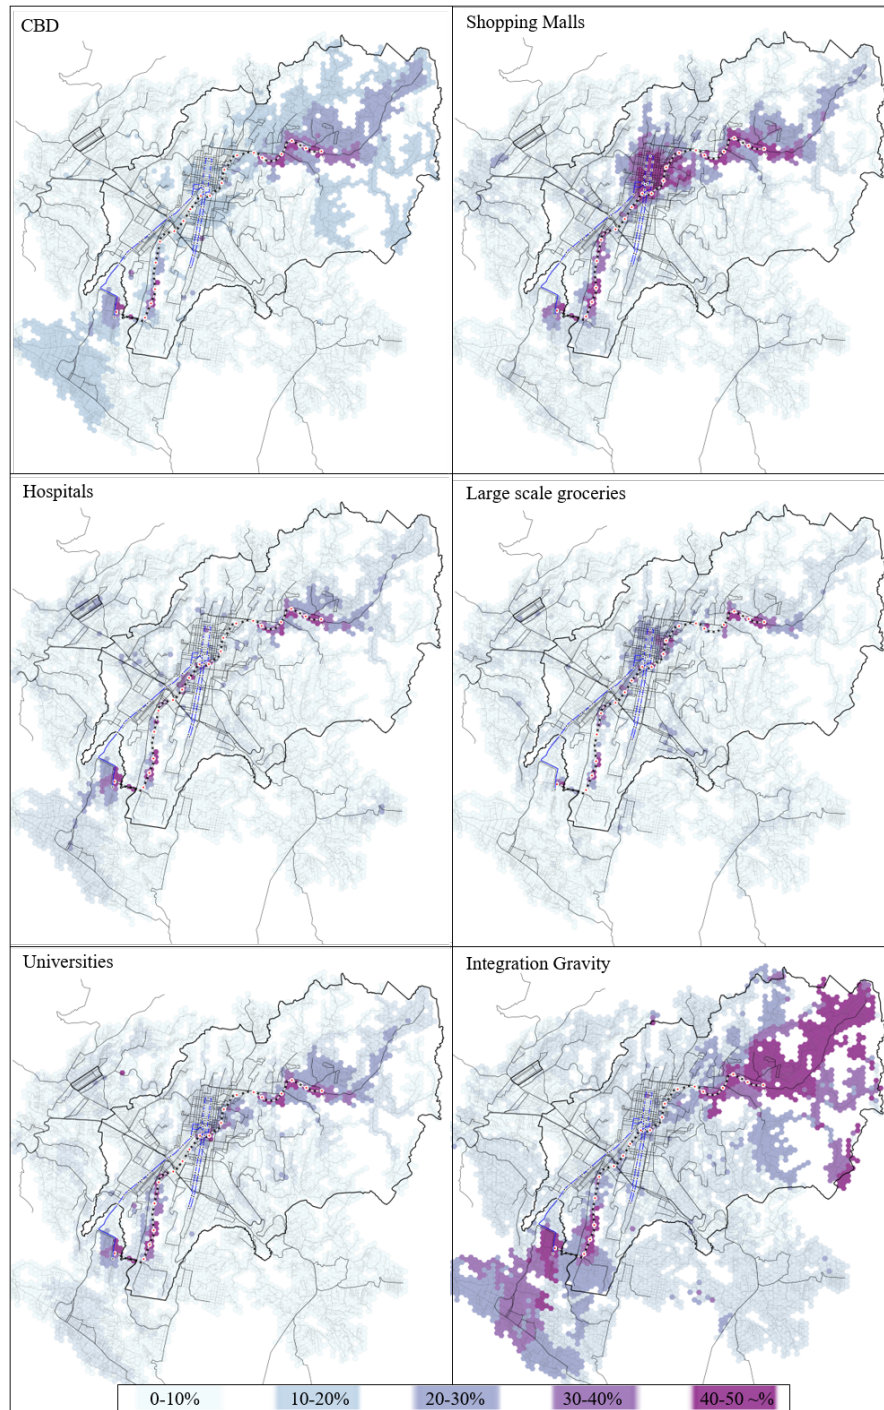 CBD
Shopping Malls
Hospitals
Large scale groceries
Universities
Integration Gravity
0-10%
10-20%
20-30%
30-40%
40-50 ~%